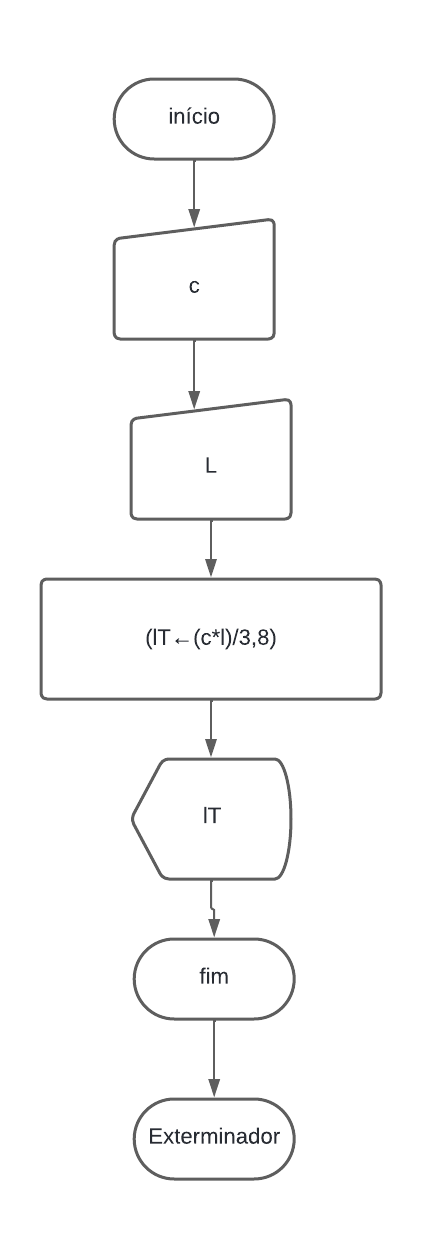 início
c
L
(lT←(c*l)/3,8)
lT
fim
Exterminador